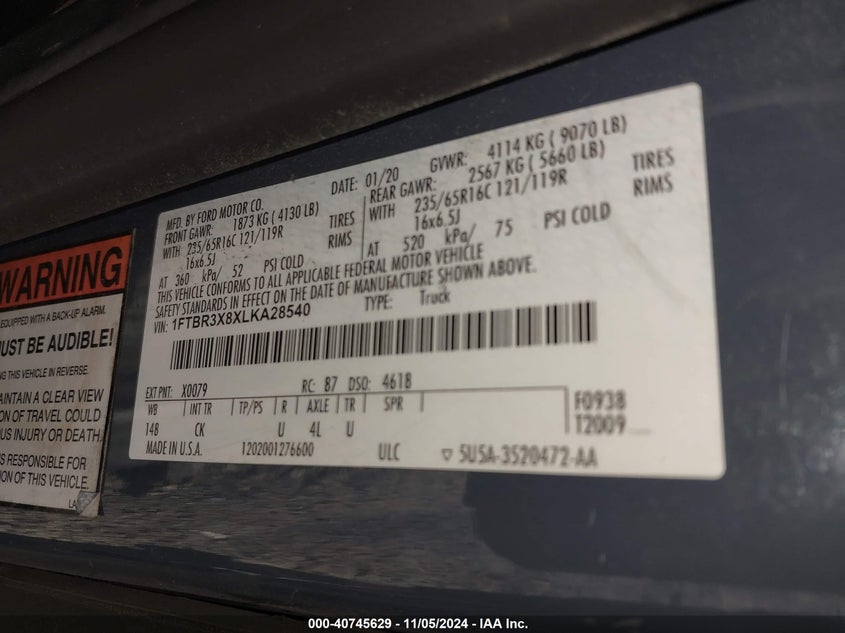 WARNING
EQUIPPED WITH A BACK-UP ALARM.
UST BE AUDIBLE!
NG THIS VEHICLE IN REVERSE.
AINTAIN A CLEAR VIEW
ON OF TRAVEL COULD
US INJURY OR DEATH.
S RESPONSIBLE FOR
ION OF THIS VEHICLE.
LA
MFD. BY FORD MOTOR CO. DATE: 01/20 GVWR: 4114 KG ( 9070 LB)
FRONT GAWR: 1873 KG ( 4130 LB) REAR GAWR: 2567 KG ( 5660 LB)
WITH 235/65R16C 121/119R TIRES WITH 235/65R16C 121/119R TIRES
16x6.5J RIMS 16x6.5J RIMS
AT 360 kPa/ 52 PSI COLD AT 520 kPa/ 75 PSI COLD
THIS VEHICLE CONFORMS TO ALL APPLICABLE FEDERAL MOTOR VEHICLE
SAFETY STANDARDS IN EFFECT ON THE DATE OF MANUFACTURE SHOWN ABOVE.
VIN: 1FTBR3X8XLKA28540 TYPE: Truck
EXT PNT: X0079 RC: 87 DSO: 4618
WB INT TR TP/PS R AXLE TR SPR F0938
148 CK U 4L U T2009
MADE IN U.S.A. 1202001276600 ULC 5U5A-3520472-AA
000-40745629 - 11/05/2024 - IAA Inc.